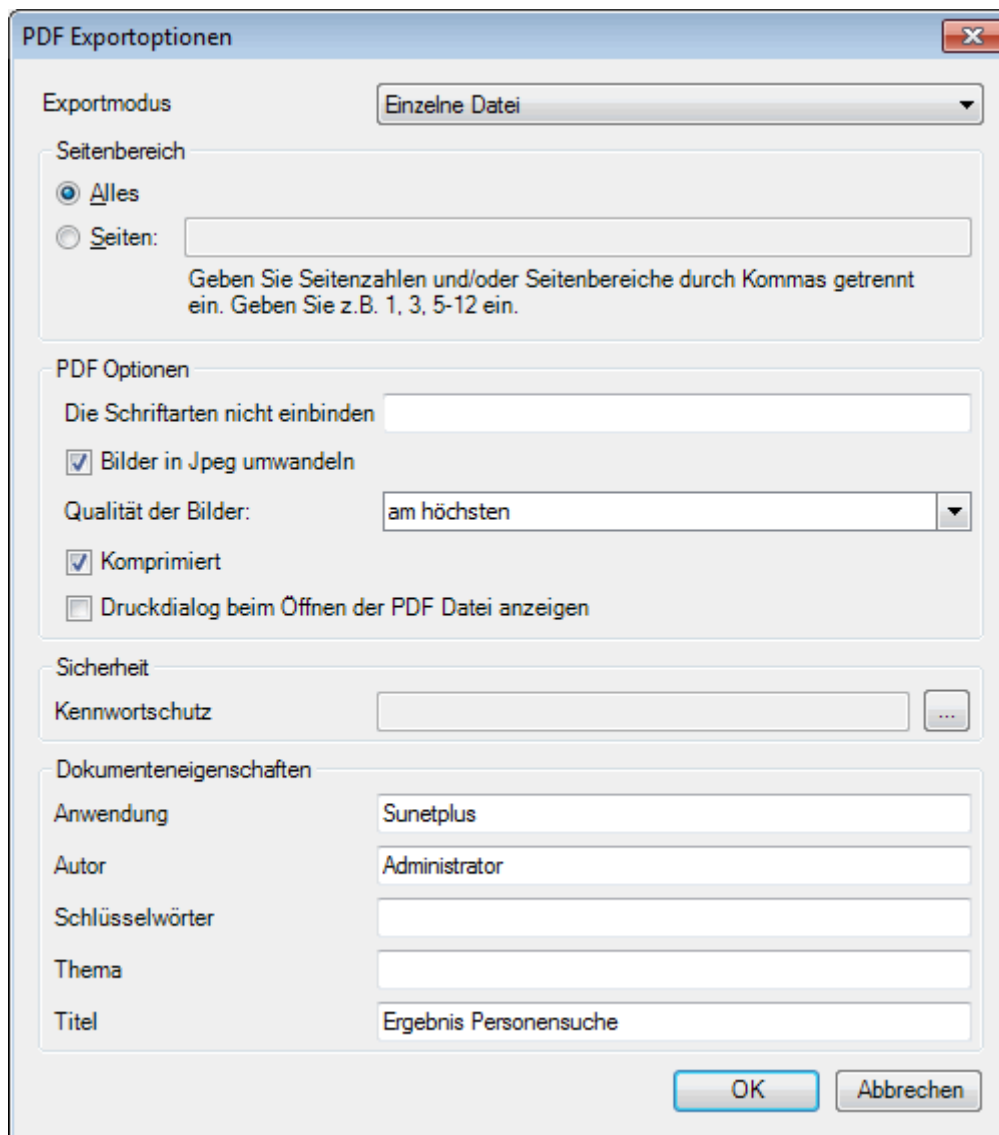 PDF Exportoptionen
Exportmodus Einzelne Datei
Seitenbereich
Alles
Seiten:
Geben Sie Seitenzahlen und/oder Seitenbereiche durch Kommas getrennt
ein. Geben Sie z.B. 1, 3, 5-12 ein.
PDF Optionen
Die Schriftarten nicht einbinden
Bilder in Jpeg umwandeln
Qualität der Bilder: am höchsten
Komprimiert
Druckdialog beim Öffnen der PDF Datei anzeigen
Sicherheit
Kennwortschutz ...
Dokumenteneigenschaften
Anwendung Sunetplus
Autor Administrator
Schlüsselwörter
Thema
Titel Ergebnis Personensuche
OK Abbrechen